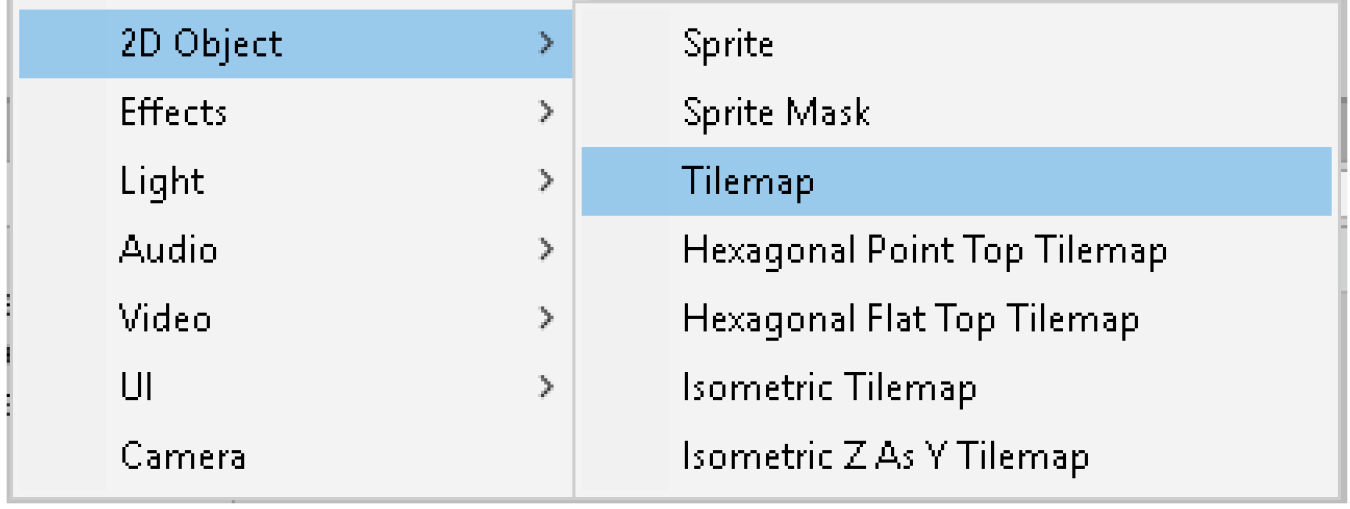 2D Object
Effects
Light
Audio
Video
UI
Camera
Sprite
Sprite Mask
Tilemap
Hexagonal Point Top Tilemap
Hexagonal Flat Top Tilemap
Isometric Tilemap
Isometric Z As Y Tilemap